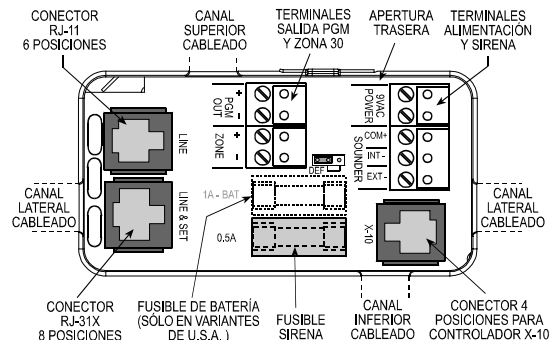 CONECTOR
RJ-11
6 POSICIONES
CANAL
SUPERIOR
CABLEADO
TERMINALES
SALIDA PGM
Y ZONA 30
APERTURA
TRASERA
TERMINALES
ALIMENTACIÓN
Y SIRENA
LINE
PGM
OUT
+
-
ZONE
+
-
9VAC
POWER
COM+
INT -
EXT -
SOUNDER
DEF
1A - BAT
0.5A
LINE & SET
X-10
CANAL
LATERAL
CABLEADO
CANAL
LATERAL
CABLEADO
CONECTOR
RJ-31X
8 POSICIONES
FUSIBLE DE BATERÍA
(SÓLO EN VARIANTES
DE U.S.A. )
FUSIBLE
SIRENA
CANAL
INFERIOR
CABLEADO
CONECTOR 4
POSICIONES PARA
CONTROLADOR X-10